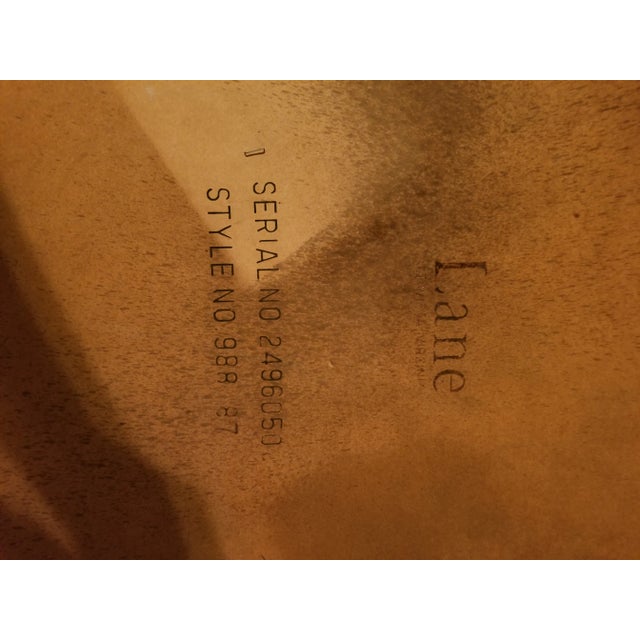 Lane
SERIAL NO 2496050
STYLE NO 988 87